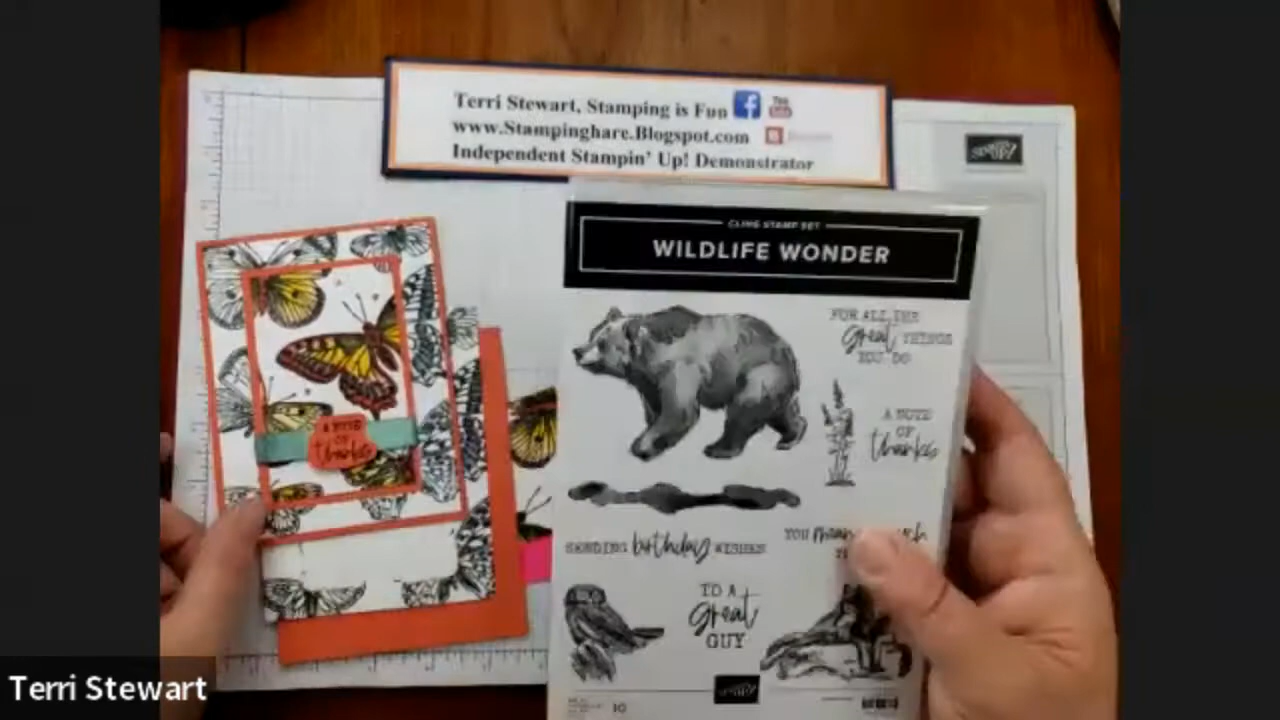 Terri Stewart, Stamping is Fun
www.Stampinghare.Blogspot.com
Independent Stampin' Up! Demonstrator
CLING STAMP SET
WILDLIFE WONDER
FOR ALL THE
great THINGS
YOU DO
A NOTE
OF
thanks
A NOTE
OF
thanks
SENDING birthday WISHES
YOU
TO A
great
GUY
10
Terri Stewart